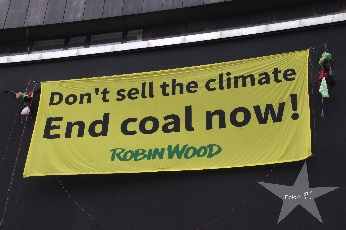 Don't sell the climate
End coal now!
ROBIN WOOD